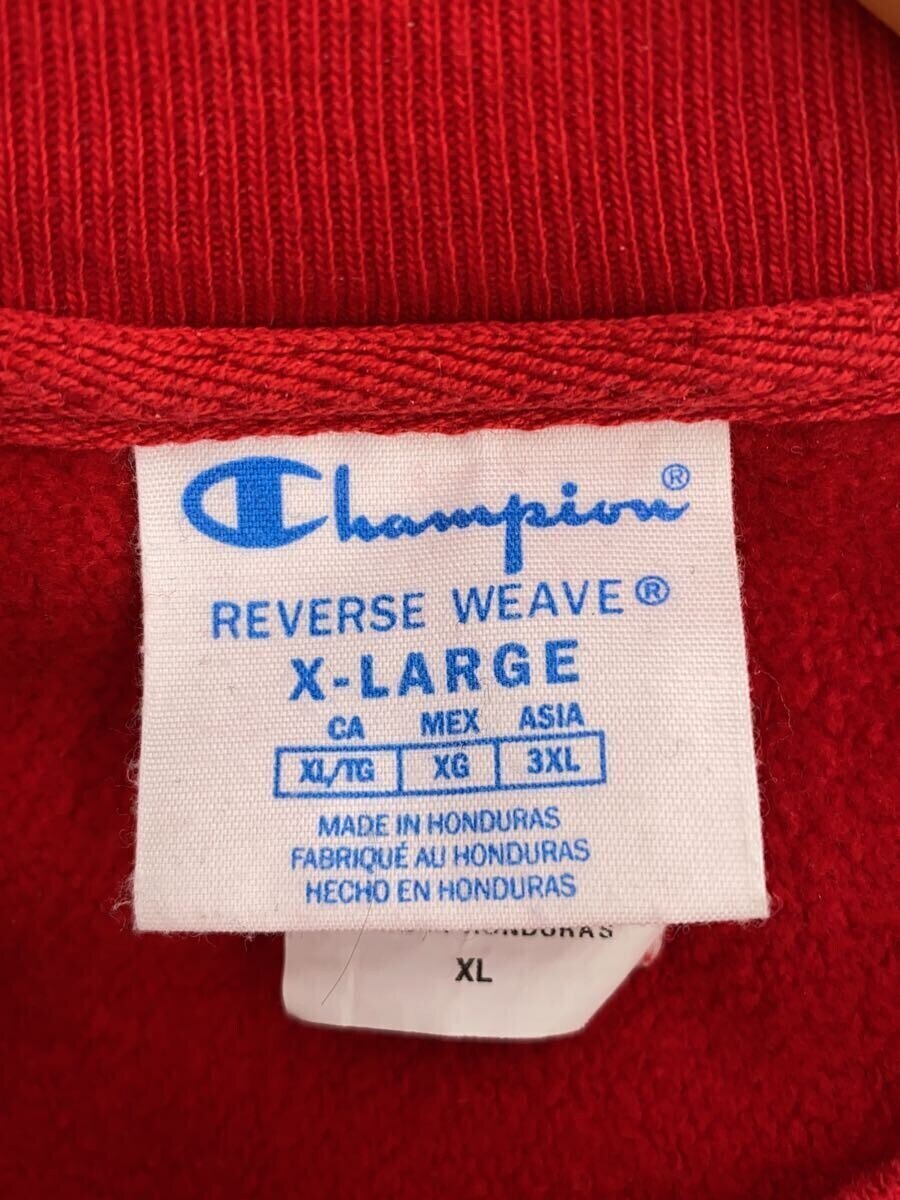 Champion®
REVERSE WEAVE®
X-LARGE
CA MEX ASIA
XL/TG XG 3XL
MADE IN HONDURAS
FABRIQUÉ AU HONDURAS
HECHO EN HONDURAS
HONDURAS
XL